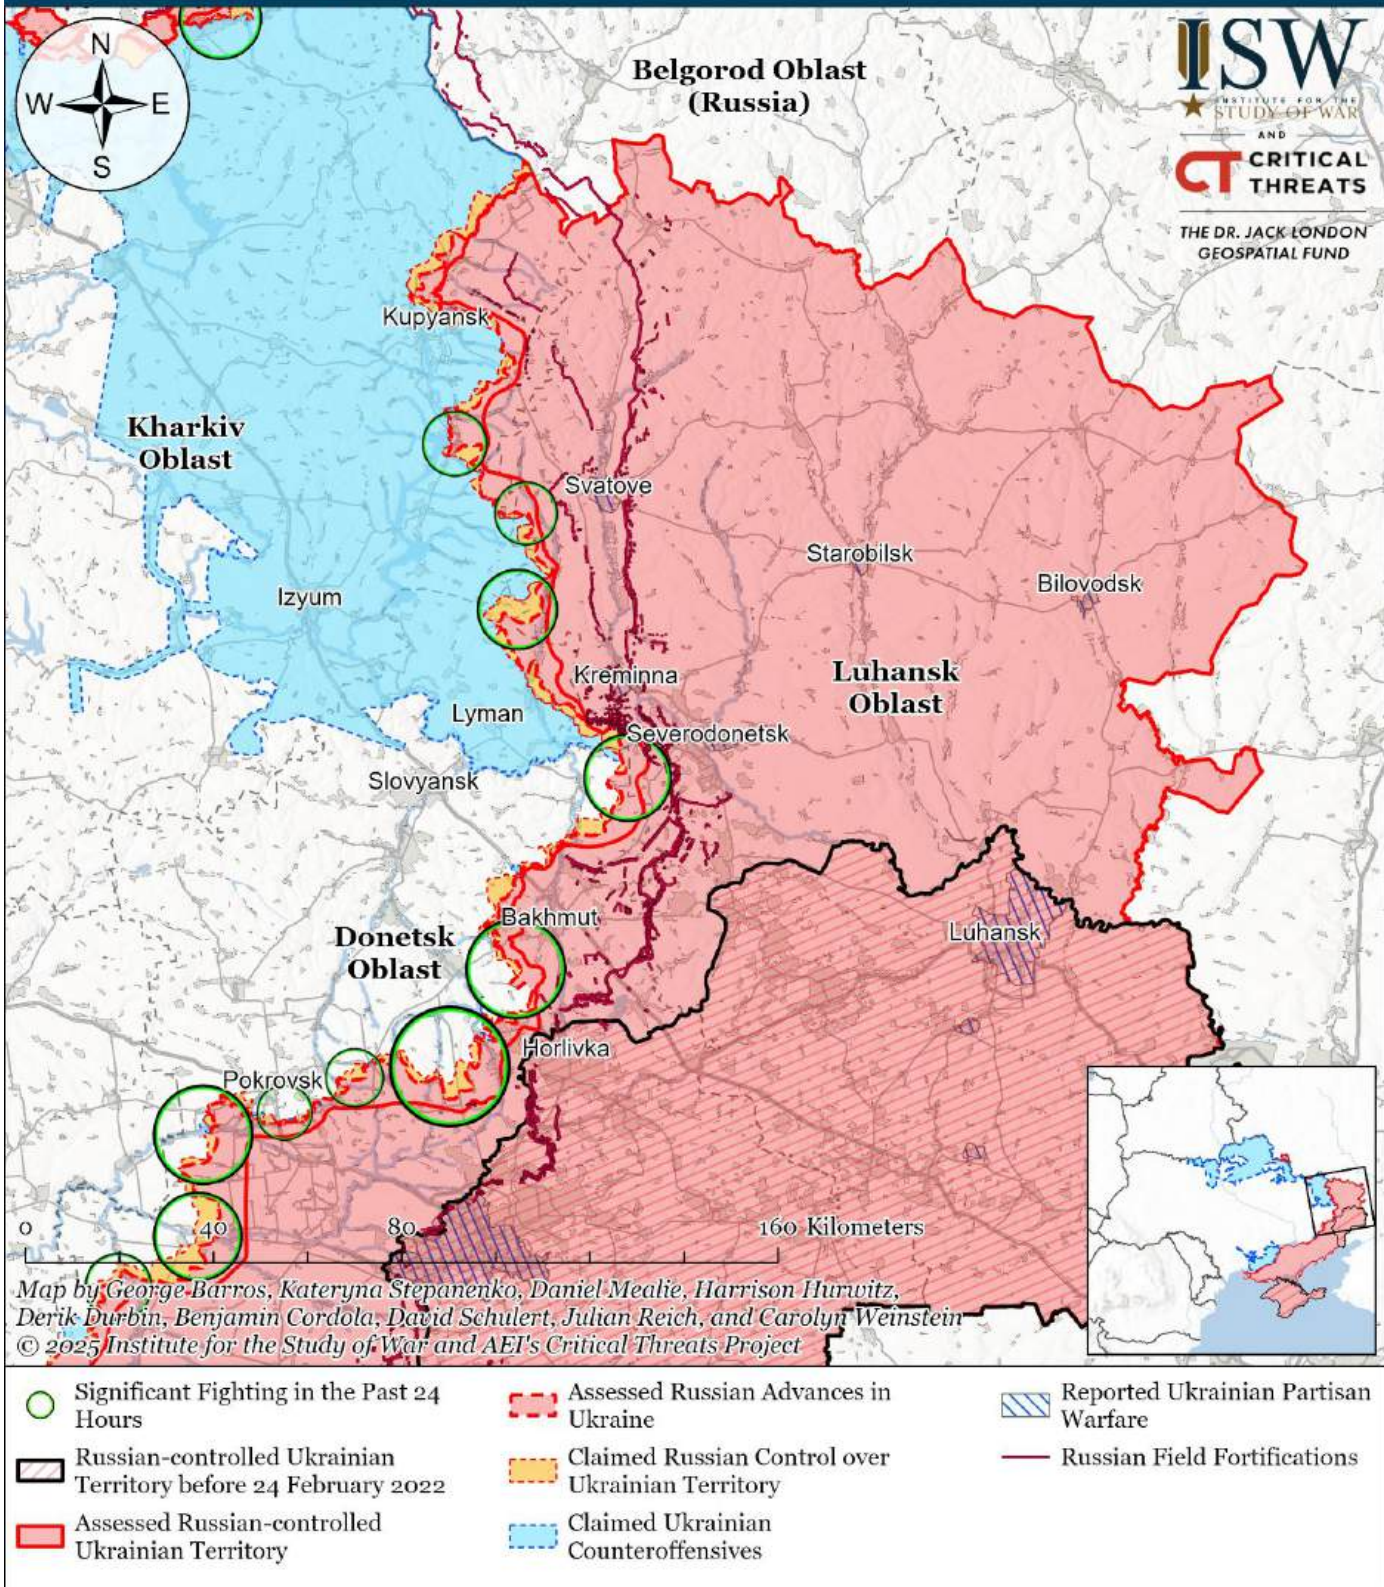 N
W
E
S
Belgorod Oblast
(Russia)
ISW
INSTITUTE FOR THE
STUDY OF WAR
AND
CT CRITICAL
THREATS
THE DR. JACK LONDON
GEOSPATIAL FUND
Kupyansk
Kharkiv
Oblast
Svatove
Starobilsk
Bilovodsk
Izyum
Kreminna
Luhansk
Oblast
Lyman
Severodonetsk
Slovyansk
Bakhmut
Luhansk
Donetsk
Oblast
Horlivka
Pokrovsk
0 40 80 160 Kilometers
Map by George Barros, Kateryna Stepanenko, Daniel Mealie, Harrison Hurwitz,
Derik Durbin, Benjamin Cordola, David Schulert, Julian Reich, and Carolyn Weinstein
© 2025 Institute for the Study of War and AEI's Critical Threats Project
Significant Fighting in the Past 24
Hours
Russian-controlled Ukrainian
Territory before 24 February 2022
Assessed Russian-controlled
Ukrainian Territory
Assessed Russian Advances in
Ukraine
Claimed Russian Control over
Ukrainian Territory
Claimed Ukrainian
Counteroffensives
Reported Ukrainian Partisan
Warfare
Russian Field Fortifications